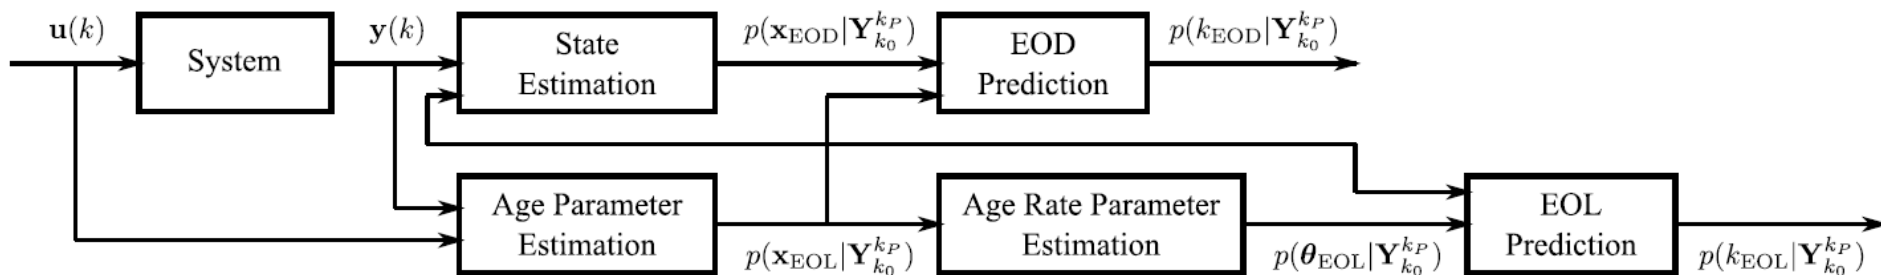 u(k)
System
y(k)
State
Estimation
p(x_EOD|Y_{k_0}^{k_P})
EOD
Prediction
p(k_EOD|Y_{k_0}^{k_P})
Age Parameter
Estimation
p(x_EOL|Y_{k_0}^{k_P})
Age Rate Parameter
Estimation
p(θ_EOL|Y_{k_0}^{k_P})
EOL
Prediction
p(k_EOL|Y_{k_0}^{k_P})